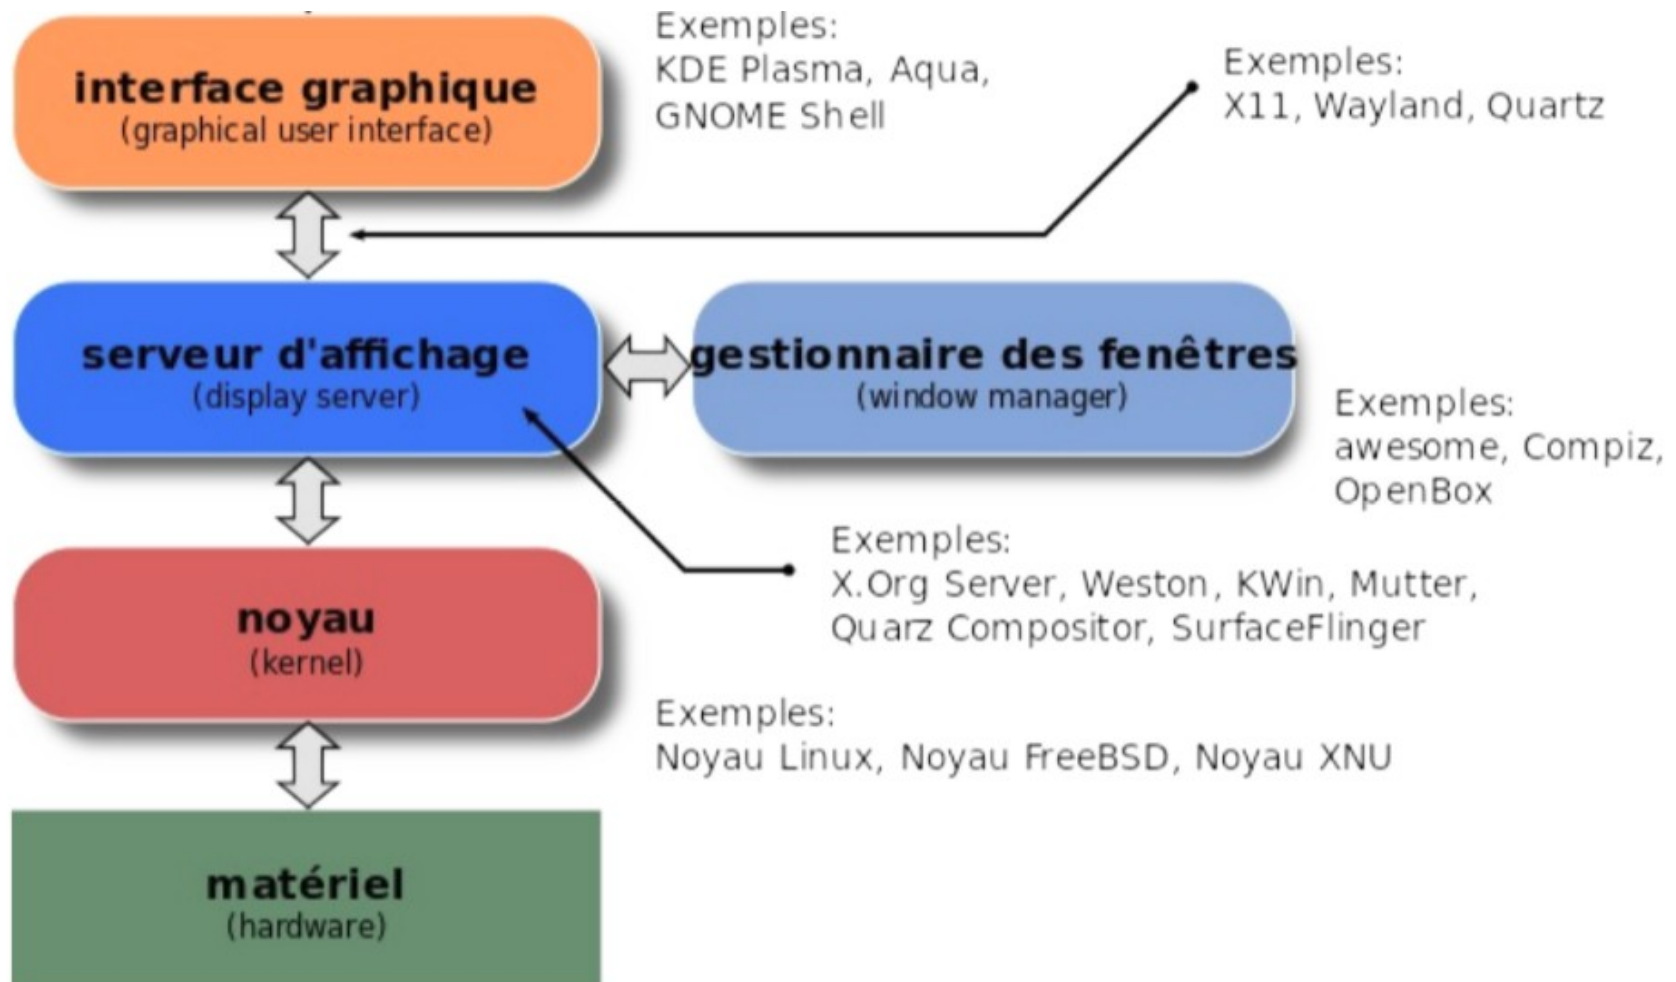 interface graphique
(graphical user interface)
Exemples:
KDE Plasma, Aqua,
GNOME Shell
Exemples:
X11, Wayland, Quartz
serveur d'affichage
(display server)
gestionnaire des fenêtres
(window manager)
Exemples:
awesome, Compiz,
OpenBox
Exemples:
X.Org Server, Weston, KWin, Mutter,
Quarz Compositor, SurfaceFlinger
noyau
(kernel)
Exemples:
Noyau Linux, Noyau FreeBSD, Noyau XNU
matériel
(hardware)